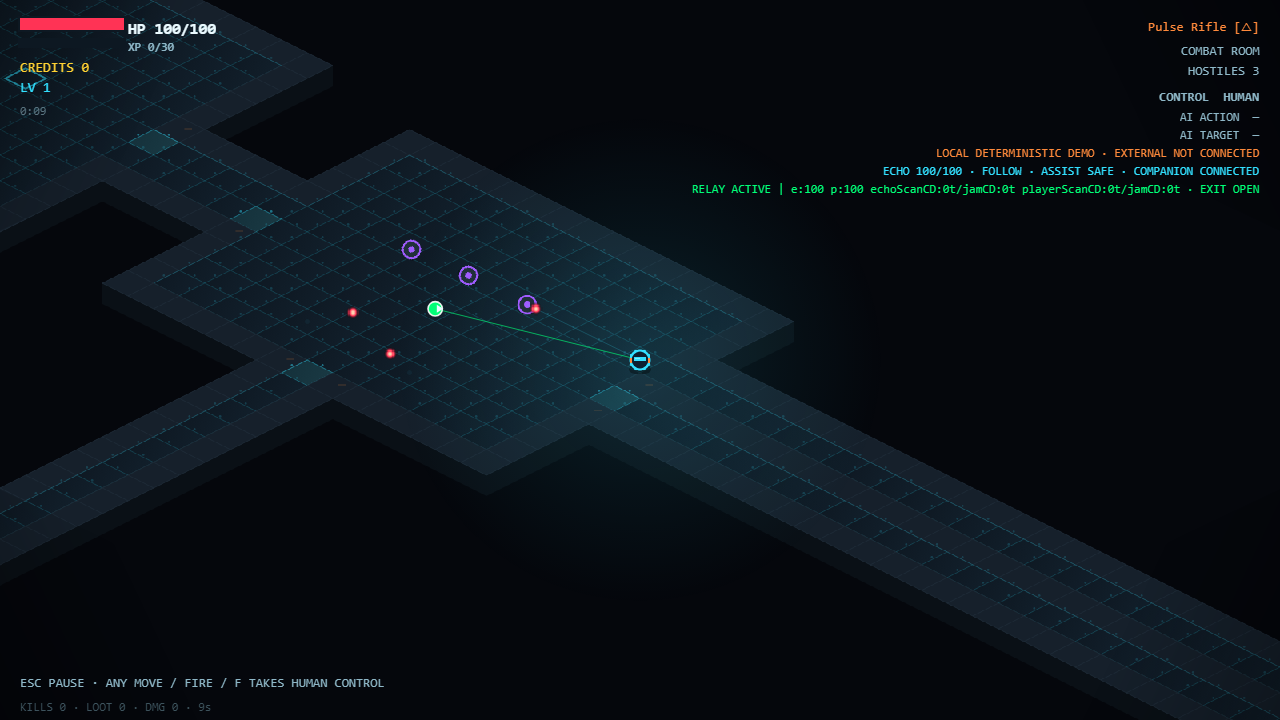 HP 100/100
XP 0/30
CREDITS 0
LV 1
0:09
Pulse Rifle [△]
COMBAT ROOM
HOSTILES 3
CONTROL HUMAN
AI ACTION —
AI TARGET —
LOCAL DETERMINISTIC DEMO · EXTERNAL NOT CONNECTED
ECHO 100/100 · FOLLOW · ASSIST SAFE · COMPANION CONNECTED
RELAY ACTIVE | e:100 p:100 echoScanCD:0t/jamCD:0t playerScanCD:0t/jamCD:0t · EXIT OPEN
ESC PAUSE · ANY MOVE / FIRE / F TAKES HUMAN CONTROL
KILLS 0 · LOOT 0 · DMG 0 · 9s